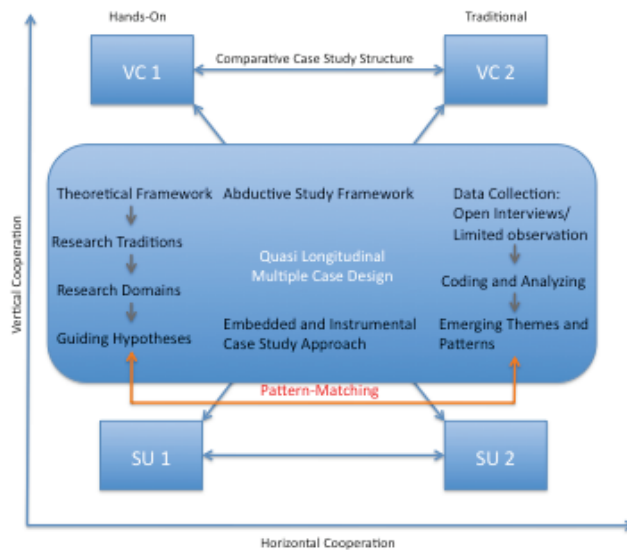 Hands-On
Traditional
VC 1
Comparative Case Study Structure
VC 2
Theoretical Framework
Research Traditions
Research Domains
Guiding Hypotheses
Abductive Study Framework
Quasi Longitudinal
Multiple Case Design
Embedded and Instrumental
Case Study Approach
Data Collection:
Open Interviews/
Limited observation
Coding and Analyzing
Emerging Themes and
Patterns
Pattern-Matching
SU 1
SU 2
Vertical Cooperation
Horizontal Cooperation